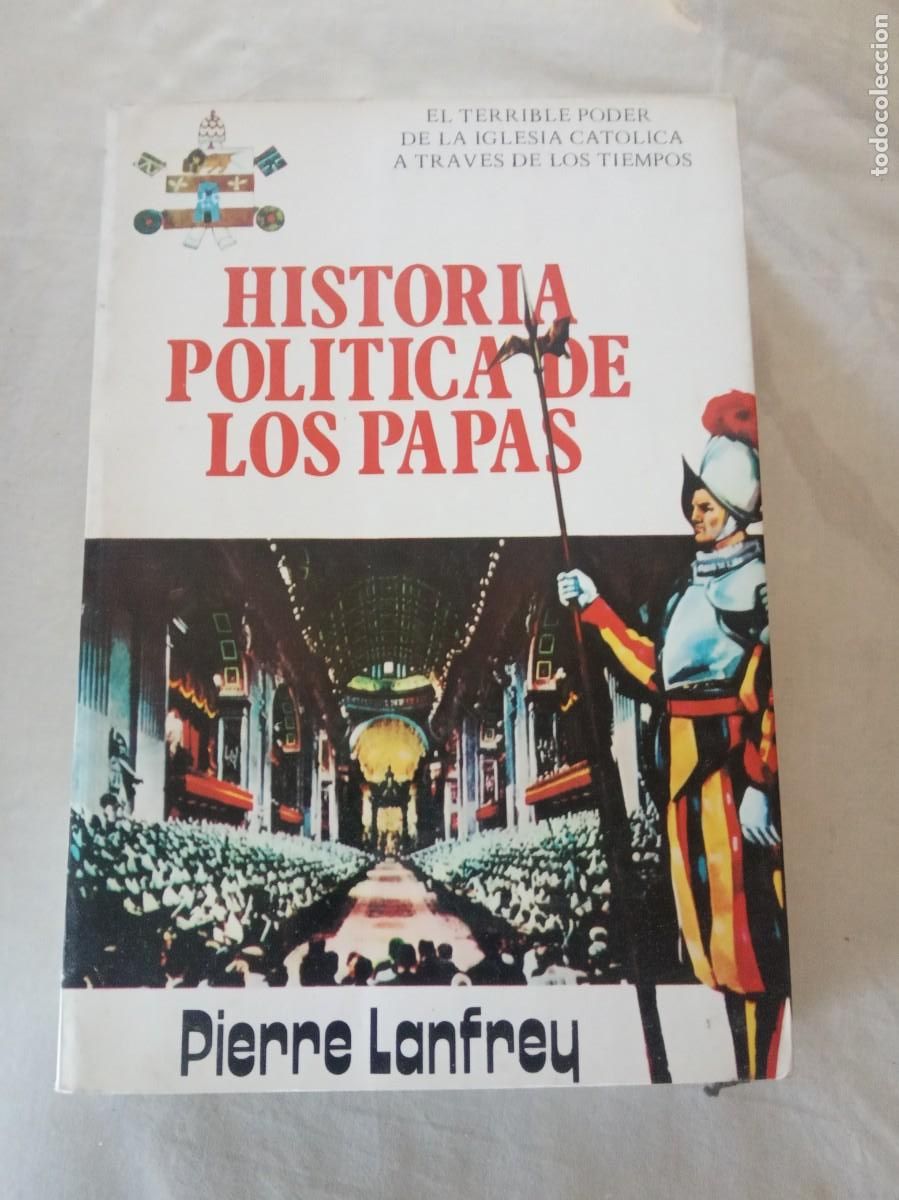 EL TERRIBLE PODER
DE LA IGLESIA CATOLICA
A TRAVES DE LOS TIEMPOS
HISTORIA
POLITICA DE
LOS PAPAS
Pierre Lanfrey
todocoleccion